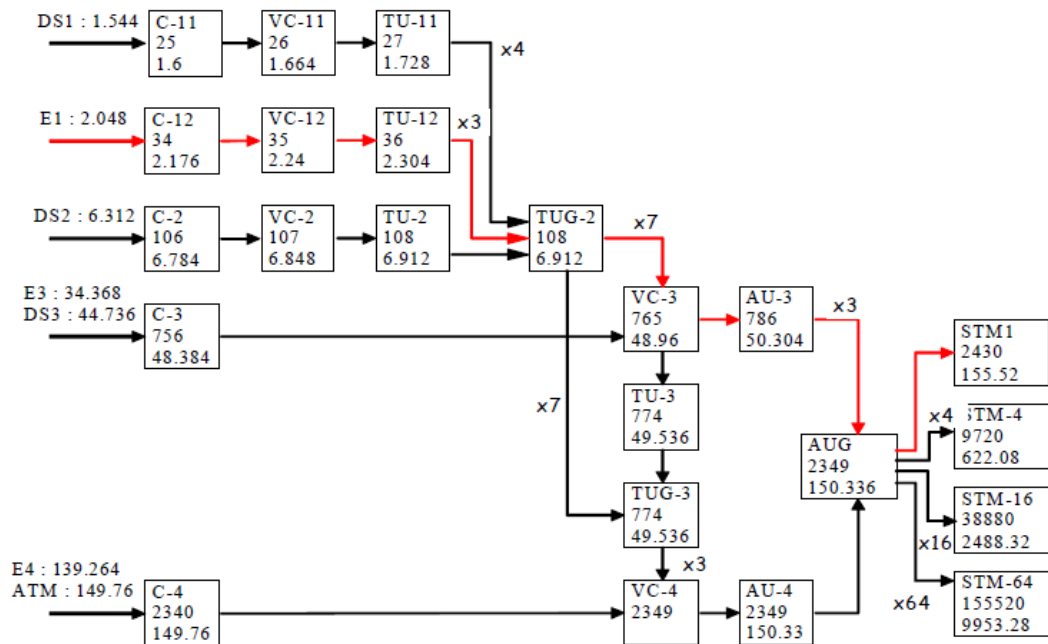 DS1 : 1.544
C-11
25
1.6
VC-11
26
1.664
TU-11
27
1.728
x4
E1 : 2.048
C-12
34
2.176
VC-12
35
2.24
TU-12
36
2.304
x3
DS2 : 6.312
C-2
106
6.784
VC-2
107
6.848
TU-2
108
6.912
TUG-2
108
6.912
x7
E3 : 34.368
DS3 : 44.736
C-3
756
48.384
VC-3
765
48.96
AU-3
786
50.304
x3
STM1
2430
155.52
TU-3
774
49.536
x7
x4
STM-4
9720
622.08
AUG
2349
150.336
TUG-3
774
49.536
STM-16
38880
2488.32
x16
E4 : 139.264
ATM : 149.76
C-4
2340
149.76
x3
VC-4
2349
AU-4
2349
150.33
x64
STM-64
155520
9953.28